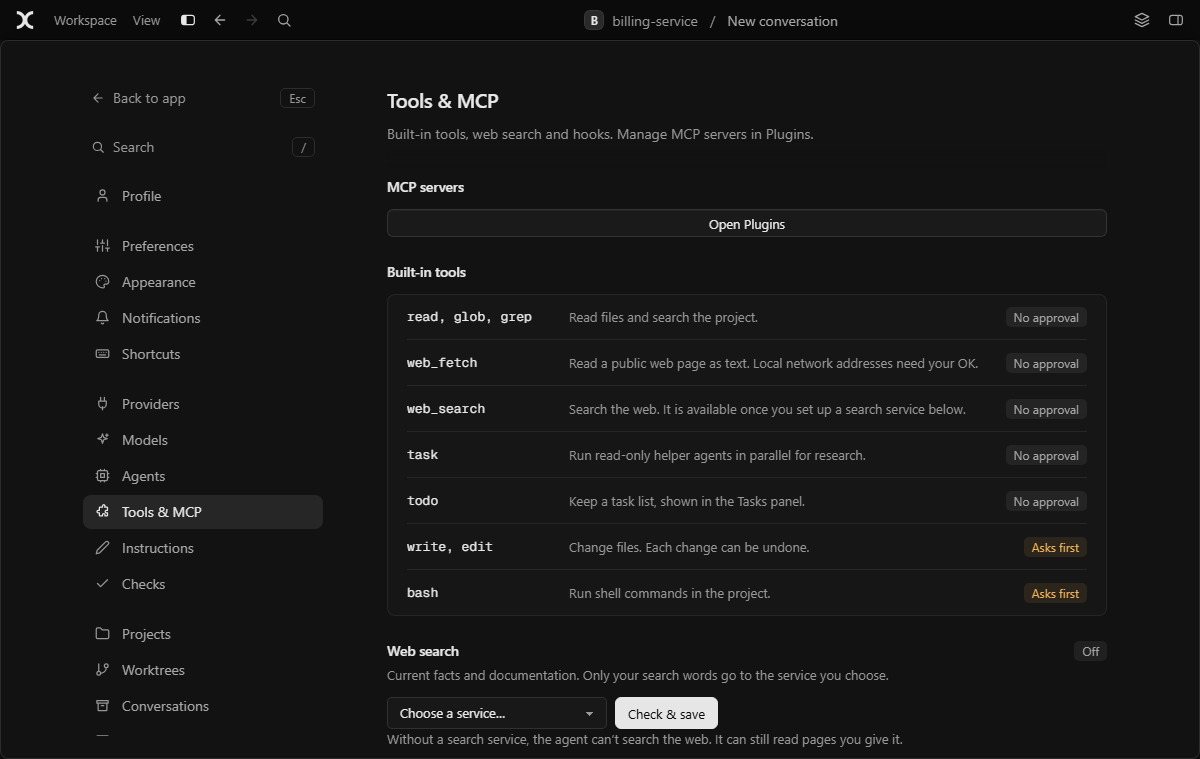 Workspace View
B billing-service / New conversation
Back to app Esc
Search /
Profile
Preferences
Appearance
Notifications
Shortcuts
Providers
Models
Agents
Tools & MCP
Instructions
Checks
Projects
Worktrees
Conversations
Tools & MCP
Built-in tools, web search and hooks. Manage MCP servers in Plugins.
MCP servers
Open Plugins
Built-in tools
read, glob, grep Read files and search the project. No approval
web_fetch Read a public web page as text. Local network addresses need your OK. No approval
web_search Search the web. It is available once you set up a search service below. No approval
task Run read-only helper agents in parallel for research. No approval
todo Keep a task list, shown in the Tasks panel. No approval
write, edit Change files. Each change can be undone. Asks first
bash Run shell commands in the project. Asks first
Web search Off
Current facts and documentation. Only your search words go to the service you choose.
Choose a service... Check & save
Without a search service, the agent can't search the web. It can still read pages you give it.